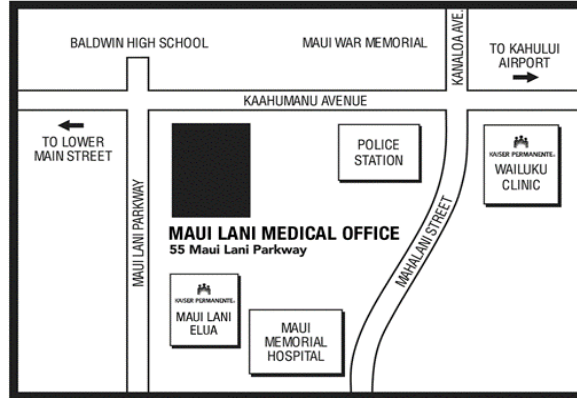 BALDWIN HIGH SCHOOL
MAUI WAR MEMORIAL
KANALOA AVE.
TO KAHULUI
AIRPORT
KAAHUMANU AVENUE
TO LOWER
MAIN STREET
POLICE
STATION
KAISER PERMANENTE®
WAILUKU
CLINIC
MAUI LANI PARKWAY
MAUI LANI MEDICAL OFFICE
55 Maui Lani Parkway
MAHALANI STREET
KAISER PERMANENTE®
MAUI LANI
ELUA
MAUI
MEMORIAL
HOSPITAL